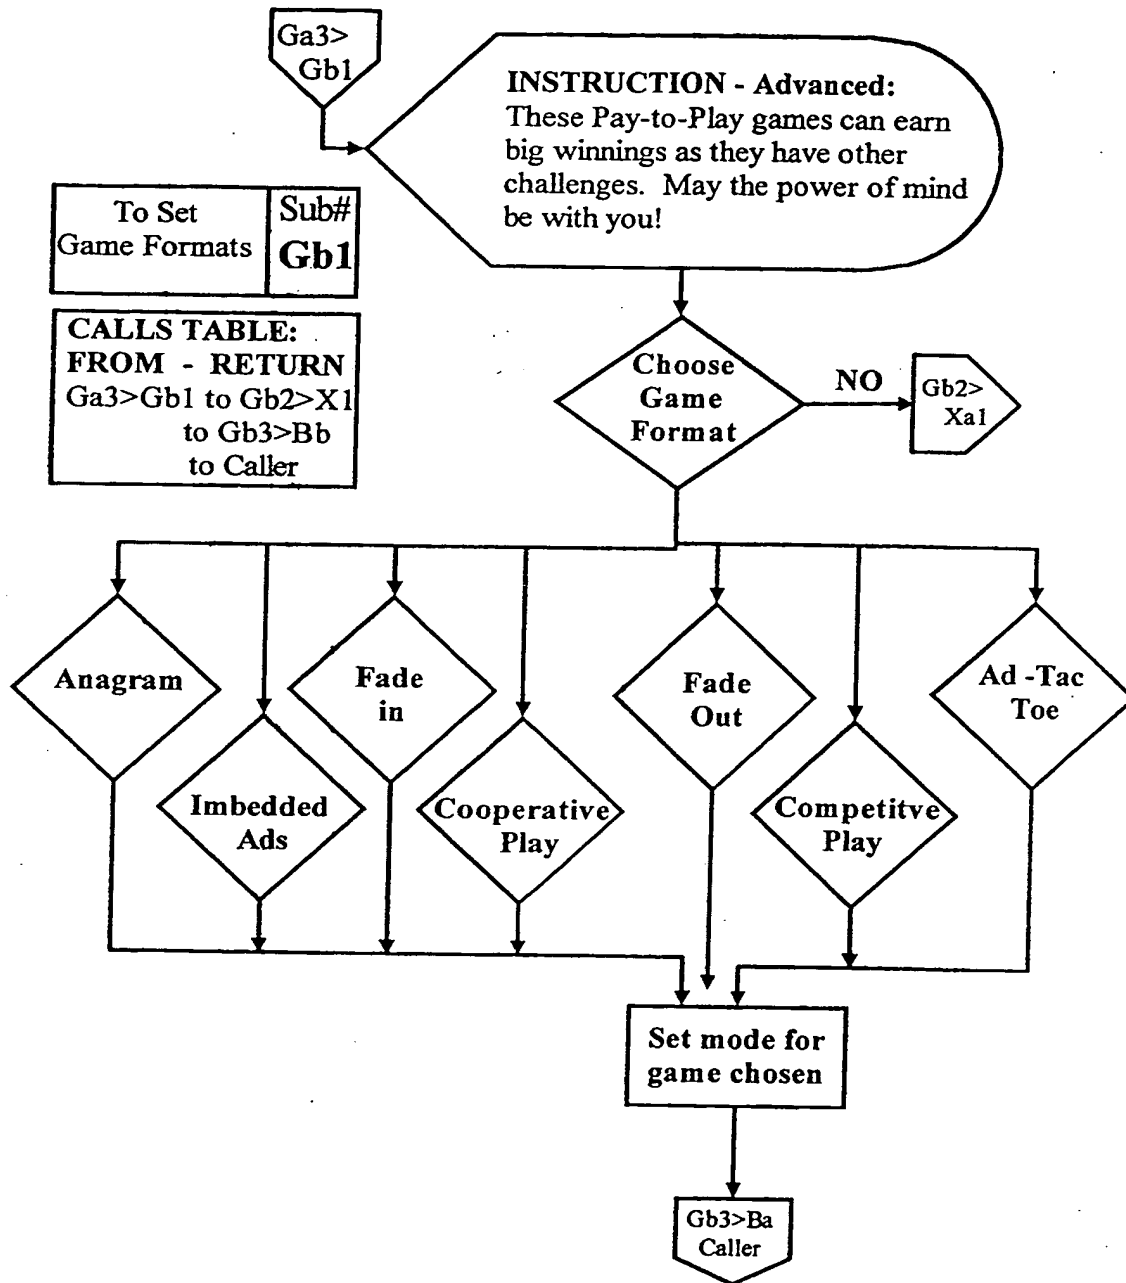 Ga3>
Gb1
INSTRUCTION - Advanced:
These Pay-to-Play games can earn
big winnings as they have other
challenges. May the power of mind
be with you!
To Set
Game Formats
Sub#
Gb1
CALLS TABLE:
FROM - RETURN
Ga3>Gb1 to Gb2>X1
to Gb3>Bb
to Caller
Choose
Game
Format
NO
Gb2>
Xa1
Anagram
Imbedded
Ads
Fade
in
Cooperative
Play
Fade
Out
Competitve
Play
Ad -Tac
Toe
Set mode for
game chosen
Gb3>Ba
Caller